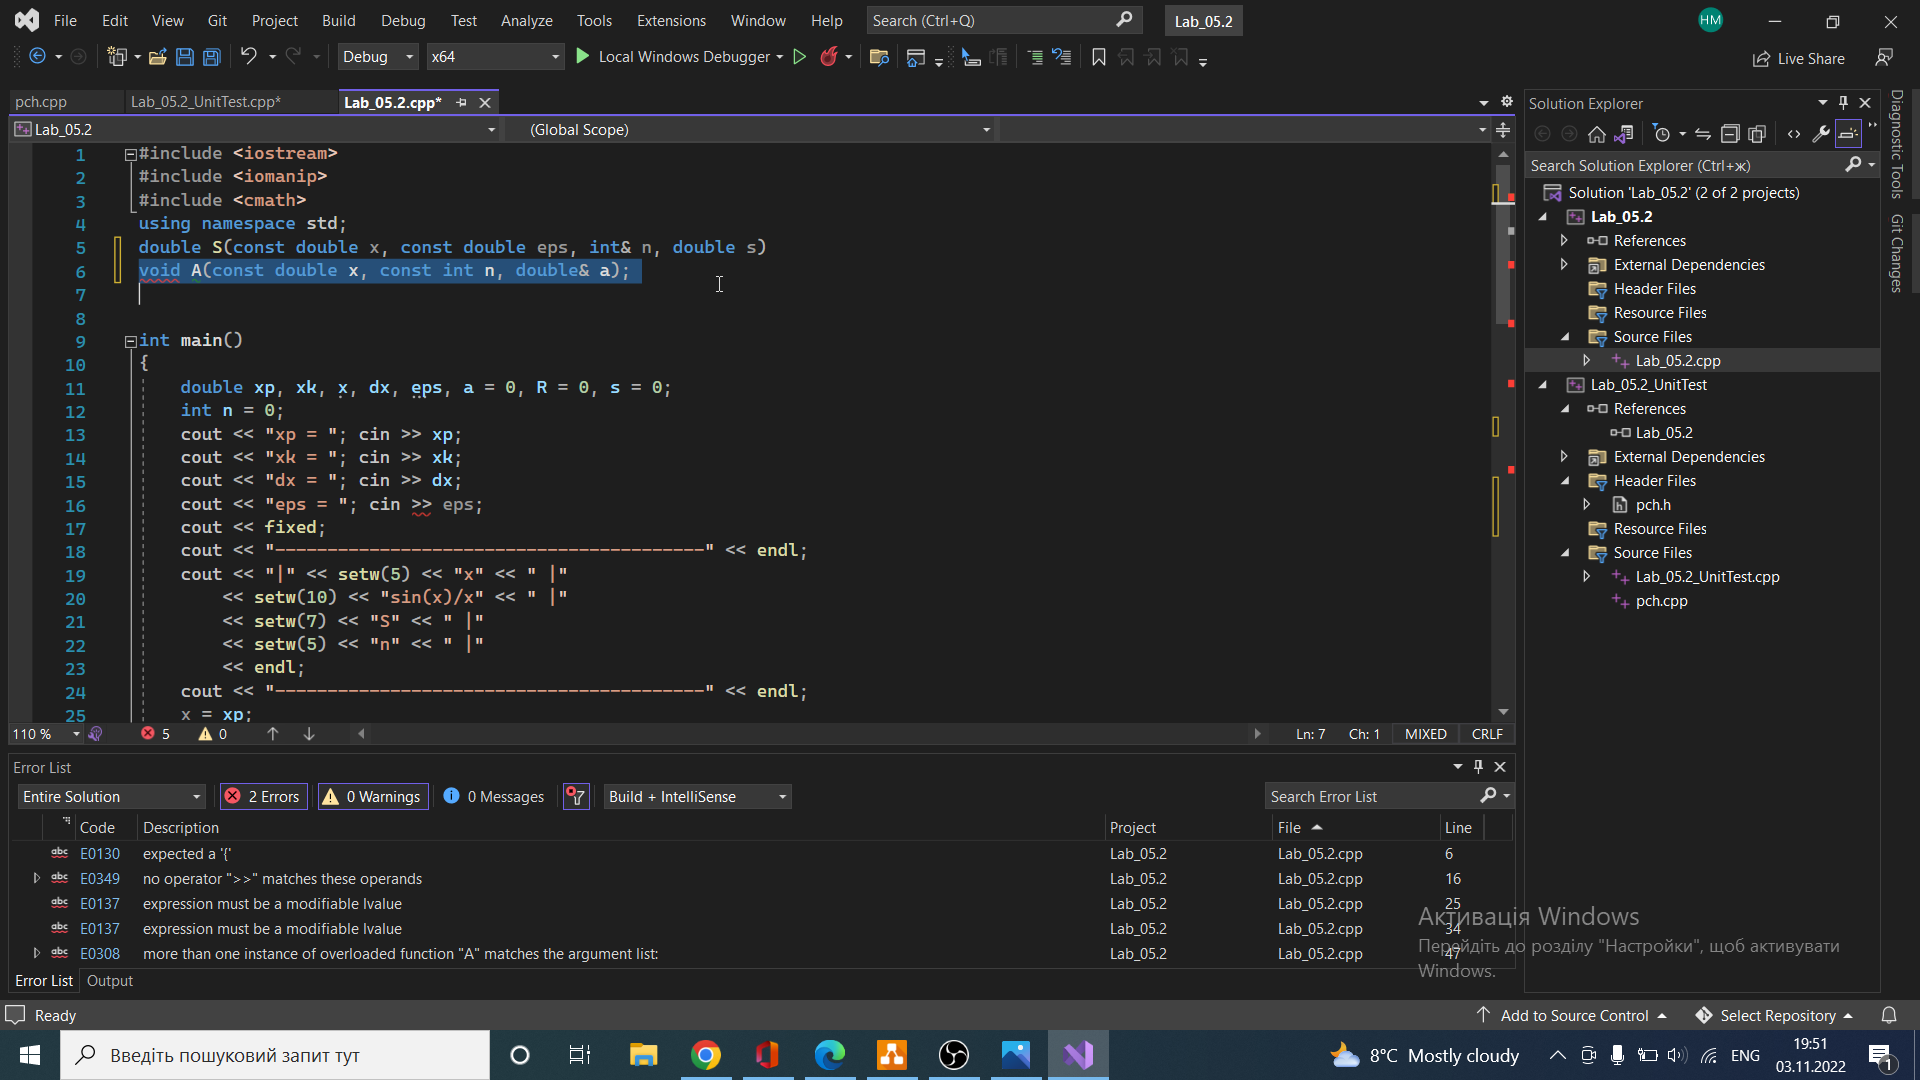 File Edit View Git Project Build Debug Test Analyze Tools Extensions Window Help Search (Ctrl+Q) Lab_05.2 HM
Debug x64 Local Windows Debugger Live Share
pch.cpp Lab_05.2_UnitTest.cpp* Lab_05.2.cpp*
Lab_05.2 (Global Scope)
1 #include <iostream>
2 #include <iomanip>
3 #include <cmath>
4 using namespace std;
5 double S(const double x, const double eps, int& n, double s)
6 void A(const double x, const int n, double& a);
7
8
9 int main()
10 {
11 double xp, xk, x, dx, eps, a = 0, R = 0, s = 0;
12 int n = 0;
13 cout << "xp = "; cin >> xp;
14 cout << "xk = "; cin >> xk;
15 cout << "dx = "; cin >> dx;
16 cout << "eps = "; cin >> eps;
17 cout << fixed;
18 cout << "-----------------------------------------" << endl;
19 cout << "|" << setw(5) << "x" << " |"
20 << setw(10) << "sin(x)/x" << " |"
21 << setw(7) << "S" << " |"
22 << setw(5) << "n" << " |"
23 << endl;
24 cout << "-----------------------------------------" << endl;
25 x = xp;
110 % 5 0 Ln: 7 Ch: 1 MIXED CRLF
Error List
Entire Solution 2 Errors 0 Warnings 0 Messages Build + IntelliSense Search Error List
Code Description Project File Line
abc E0130 expected a '{' Lab_05.2 Lab_05.2.cpp 6
abc E0349 no operator ">>" matches these operands Lab_05.2 Lab_05.2.cpp 16
abc E0137 expression must be a modifiable lvalue Lab_05.2 Lab_05.2.cpp 25
abc E0137 expression must be a modifiable lvalue Lab_05.2 Lab_05.2.cpp 34
abc E0308 more than one instance of overloaded function "A" matches the argument list: Lab_05.2 Lab_05.2.cpp 47
Error List Output
Solution Explorer
Search Solution Explorer (Ctrl+ж)
Solution 'Lab_05.2' (2 of 2 projects)
Lab_05.2
References
External Dependencies
Header Files
Resource Files
Source Files
Lab_05.2.cpp
Lab_05.2_UnitTest
References
Lab_05.2
External Dependencies
Header Files
pch.h
Resource Files
Source Files
Lab_05.2_UnitTest.cpp
pch.cpp
Diagnostic Tools
Git Changes
Активація Windows
Перейдіть до розділу "Настройки", щоб активувати
Windows.
Ready Add to Source Control Select Repository
Введіть пошуковий запит тут 8°C Mostly cloudy ENG 19:51
03.11.2022
1